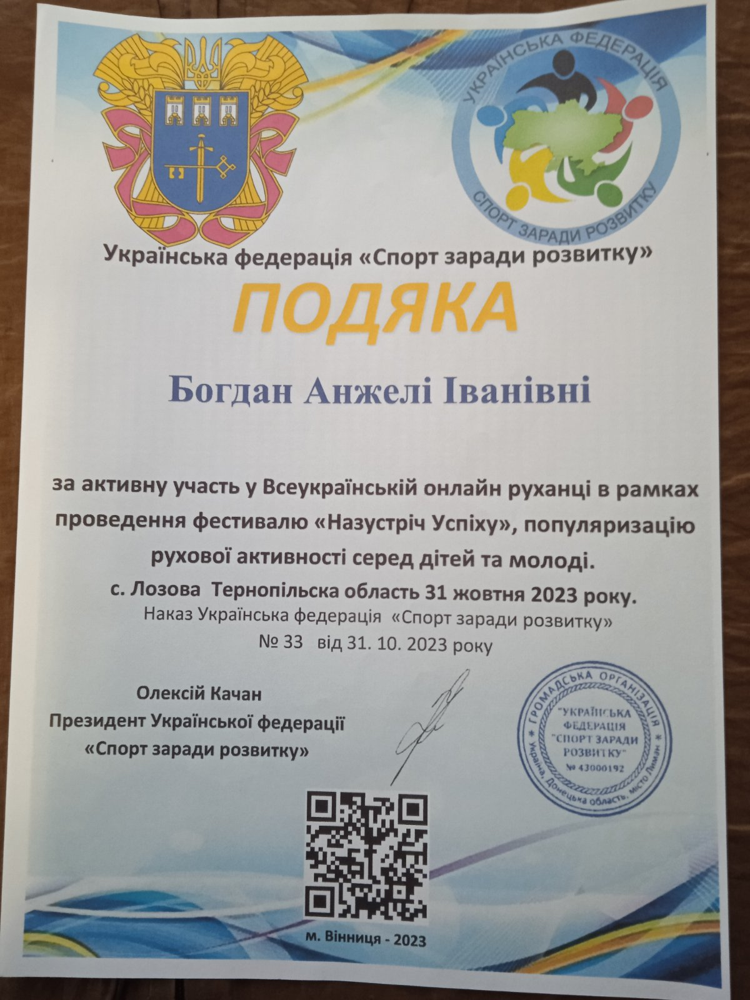 УКРАЇНСЬКА ФЕДЕРАЦІЯ
СПОРТ ЗАРАДИ РОЗВИТКУ
Українська федерація «Спорт заради розвитку»
ПОДЯКА
Богдан Анжелі Іванівні
за активну участь у Всеукраїнській онлайн руханці в рамках
проведення фестивалю «Назустріч Успіху», популяризацію
рухової активності серед дітей та молоді.
с. Лозова Тернопільска область 31 жовтня 2023 року.
Наказ Українська федерація «Спорт заради розвитку»
№ 33 від 31. 10. 2023 року
Олексій Качан
Президент Української федерації
«Спорт заради розвитку»
* ГРОМАДСЬКА ОРГАНІЗАЦІЯ *
"УКРАЇНСЬКА
ФЕДЕРАЦІЯ
"СПОРТ ЗАРАДИ
РОЗВИТКУ"
№ 43000192
Україна, Донецька область, місто Лиман
м. Вінниця - 2023